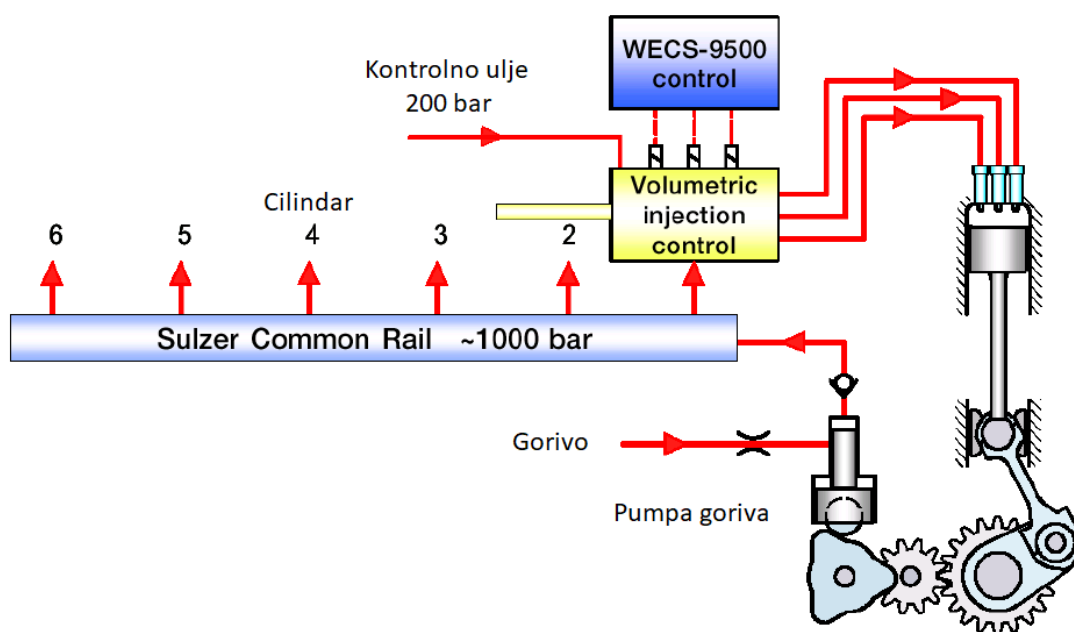 WECS-9500
control
Kontrolno ulje
200 bar
Volumetric
injection
control
Cilindar
6 5 4 3 2
Sulzer Common Rail ~1000 bar
Gorivo
Pumpa goriva